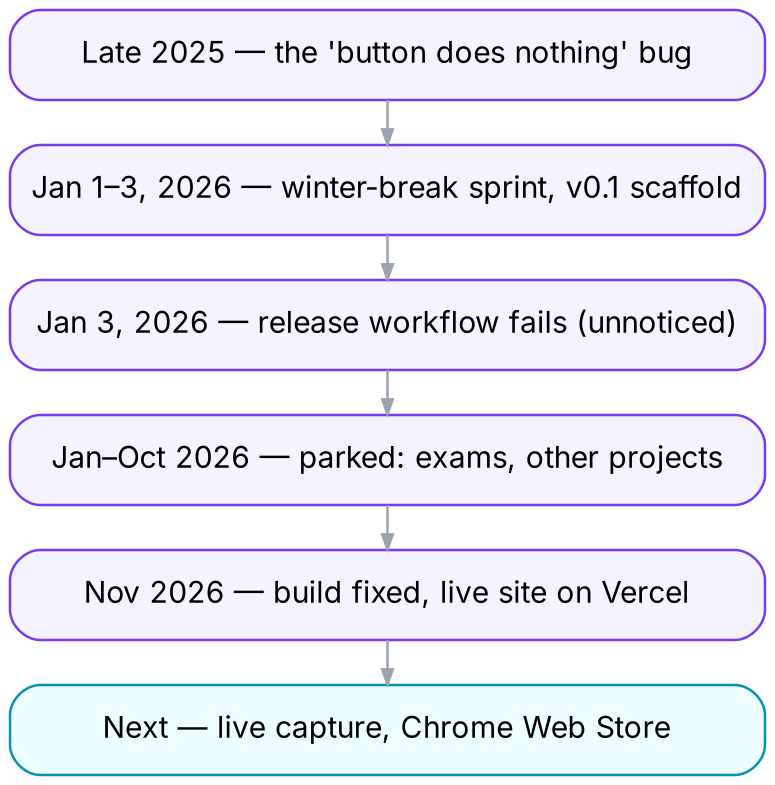 Late 2025 — the 'button does nothing' bug
Jan 1–3, 2026 — winter-break sprint, v0.1 scaffold
Jan 3, 2026 — release workflow fails (unnoticed)
Jan–Oct 2026 — parked: exams, other projects
Nov 2026 — build fixed, live site on Vercel
Next — live capture, Chrome Web Store